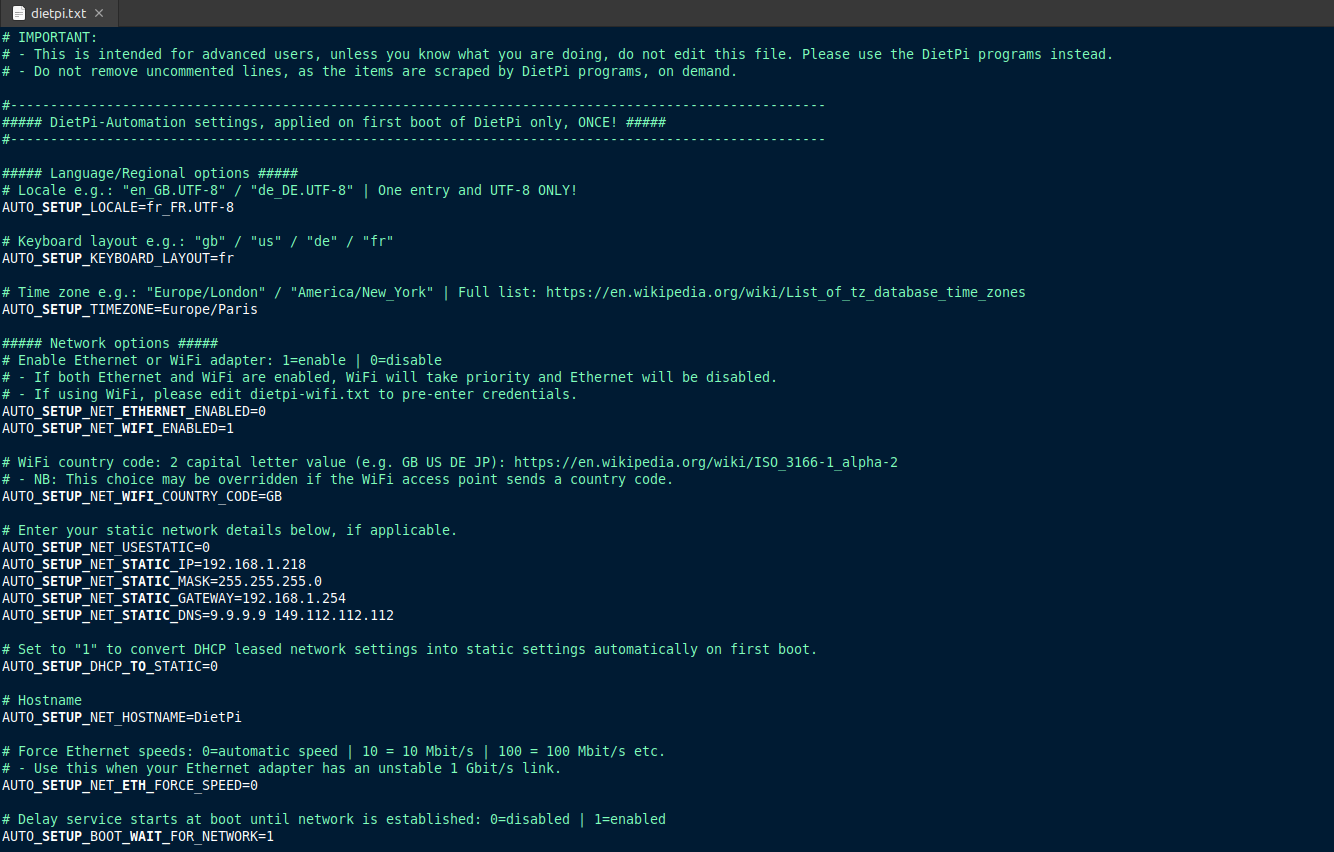 dietpi.txt ×
# IMPORTANT:
# - This is intended for advanced users, unless you know what you are doing, do not edit this file. Please use the DietPi programs instead.
# - Do not remove uncommented lines, as the items are scraped by DietPi programs, on demand.
#------------------------------------------------------------------------------------------------------
##### DietPi-Automation settings, applied on first boot of DietPi only, ONCE! #####
#------------------------------------------------------------------------------------------------------
##### Language/Regional options #####
# Locale e.g.: "en_GB.UTF-8" / "de_DE.UTF-8" | One entry and UTF-8 ONLY!
AUTO_SETUP_LOCALE=fr_FR.UTF-8
# Keyboard layout e.g.: "gb" / "us" / "de" / "fr"
AUTO_SETUP_KEYBOARD_LAYOUT=fr
# Time zone e.g.: "Europe/London" / "America/New_York" | Full list: https://en.wikipedia.org/wiki/List_of_tz_database_time_zones
AUTO_SETUP_TIMEZONE=Europe/Paris
##### Network options #####
# Enable Ethernet or WiFi adapter: 1=enable | 0=disable
# - If both Ethernet and WiFi are enabled, WiFi will take priority and Ethernet will be disabled.
# - If using WiFi, please edit dietpi-wifi.txt to pre-enter credentials.
AUTO_SETUP_NET_ETHERNET_ENABLED=0
AUTO_SETUP_NET_WIFI_ENABLED=1
# WiFi country code: 2 capital letter value (e.g. GB US DE JP): https://en.wikipedia.org/wiki/ISO_3166-1_alpha-2
# - NB: This choice may be overridden if the WiFi access point sends a country code.
AUTO_SETUP_NET_WIFI_COUNTRY_CODE=GB
# Enter your static network details below, if applicable.
AUTO_SETUP_NET_USESTATIC=0
AUTO_SETUP_NET_STATIC_IP=192.168.1.218
AUTO_SETUP_NET_STATIC_MASK=255.255.255.0
AUTO_SETUP_NET_STATIC_GATEWAY=192.168.1.254
AUTO_SETUP_NET_STATIC_DNS=9.9.9.9 149.112.112.112
# Set to "1" to convert DHCP leased network settings into static settings automatically on first boot.
AUTO_SETUP_DHCP_TO_STATIC=0
# Hostname
AUTO_SETUP_NET_HOSTNAME=DietPi
# Force Ethernet speeds: 0=automatic speed | 10 = 10 Mbit/s | 100 = 100 Mbit/s etc.
# - Use this when your Ethernet adapter has an unstable 1 Gbit/s link.
AUTO_SETUP_NET_ETH_FORCE_SPEED=0
# Delay service starts at boot until network is established: 0=disabled | 1=enabled
AUTO_SETUP_BOOT_WAIT_FOR_NETWORK=1